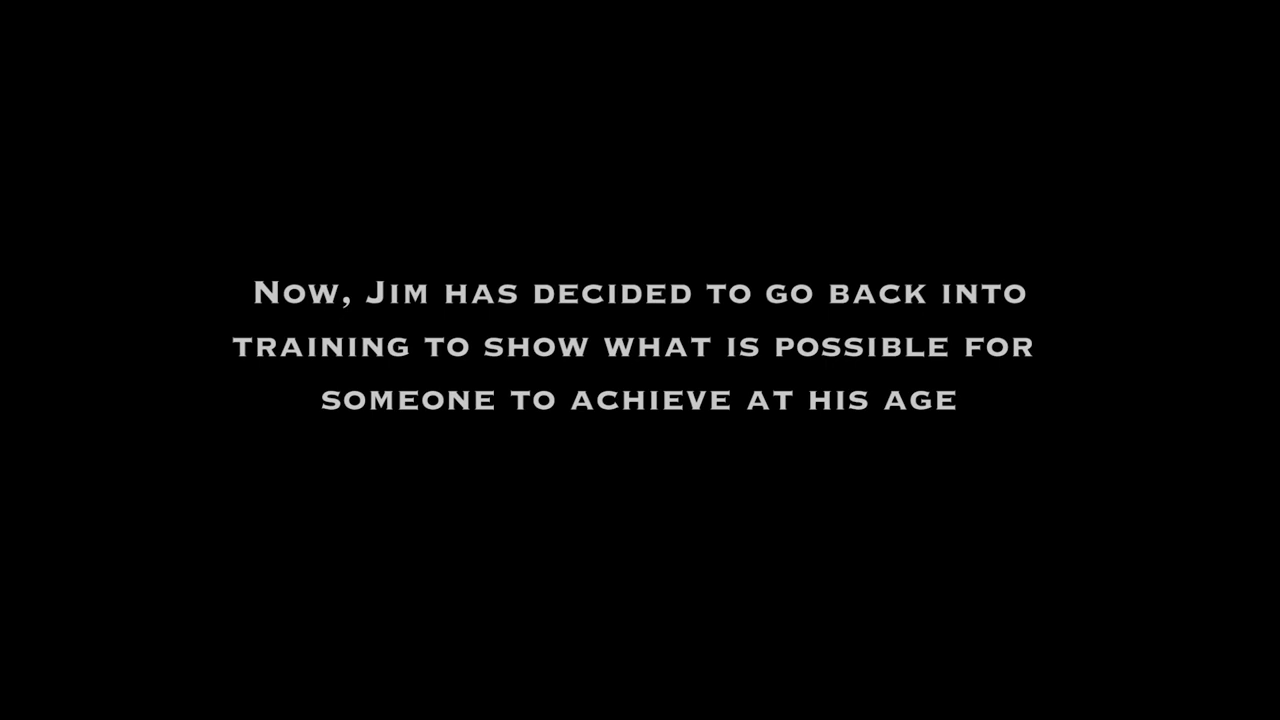 Now, Jim has decided to go back into
training to show what is possible for
someone to achieve at his age